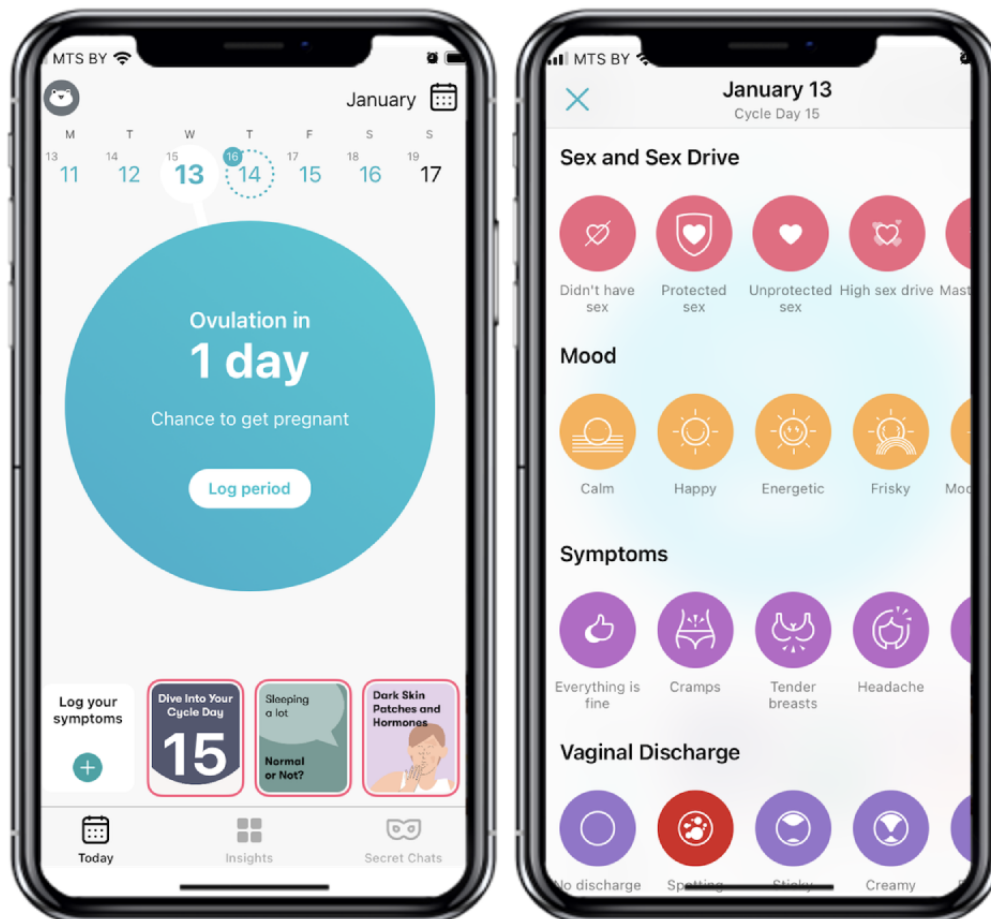 MTS BY
January
M T W T F S S
13 14 15 16 17 18 19
11 12 13 14 15 16 17
Ovulation in
1 day
Chance to get pregnant
Log period
Log your
symptoms
Dive Into Your
Cycle Day
15
Sleeping
a lot
Normal
or Not?
Dark Skin
Patches and
Hormones
Today
Insights
Secret Chats
MTS BY
January 13
Cycle Day 15
Sex and Sex Drive
Didn't have
sex
Protected
sex
Unprotected
sex
High sex drive
Mast
Mood
Calm
Happy
Energetic
Frisky
Moo
Symptoms
Everything is
fine
Cramps
Tender
breasts
Headache
Vaginal Discharge
No discharge
Spotting
Sticky
Creamy